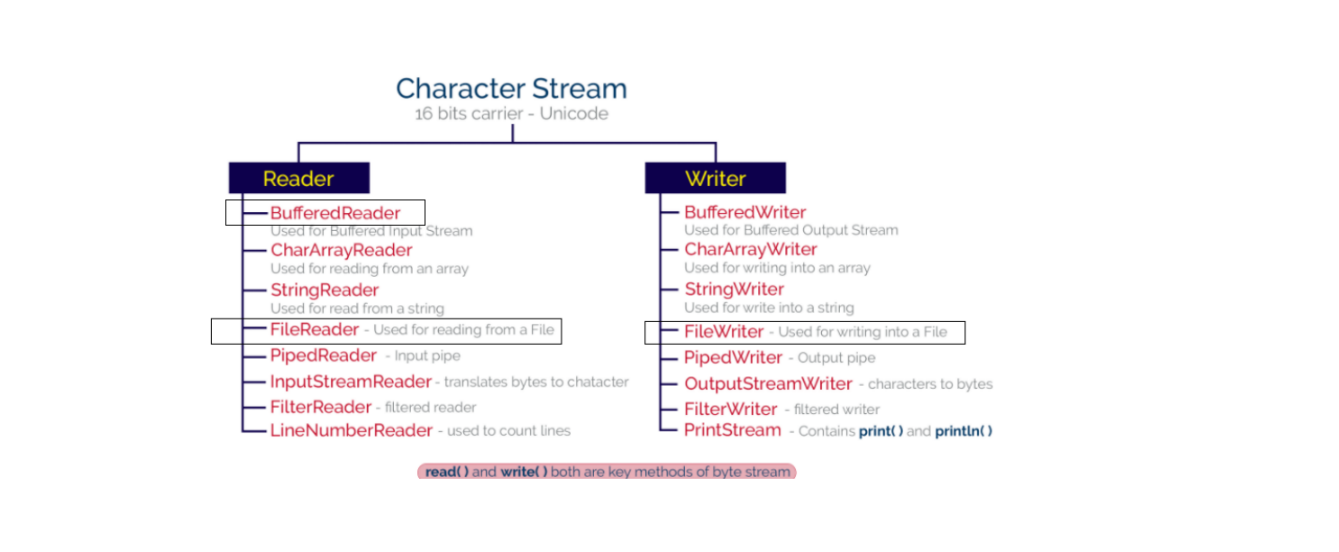 Character Stream
16 bits carrier - Unicode
Reader
BufferedReader
Used for Buffered Input Stream
CharArrayReader
Used for reading from an array
StringReader
Used for read from a string
FileReader - Used for reading from a File
PipedReader - Input pipe
InputStreamReader - translates bytes to chatacter
FilterReader - filtered reader
LineNumberReader - used to count lines
Writer
BufferedWriter
Used for Buffered Output Stream
CharArrayWriter
Used for writing into an array
StringWriter
Used for write into a string
FileWriter - Used for writing into a File
PipedWriter - Output pipe
OutputStreamWriter - characters to bytes
FilterWriter - filtered writer
PrintStream - Contains print( ) and println( )
read( ) and write( ) both are key methods of byte stream